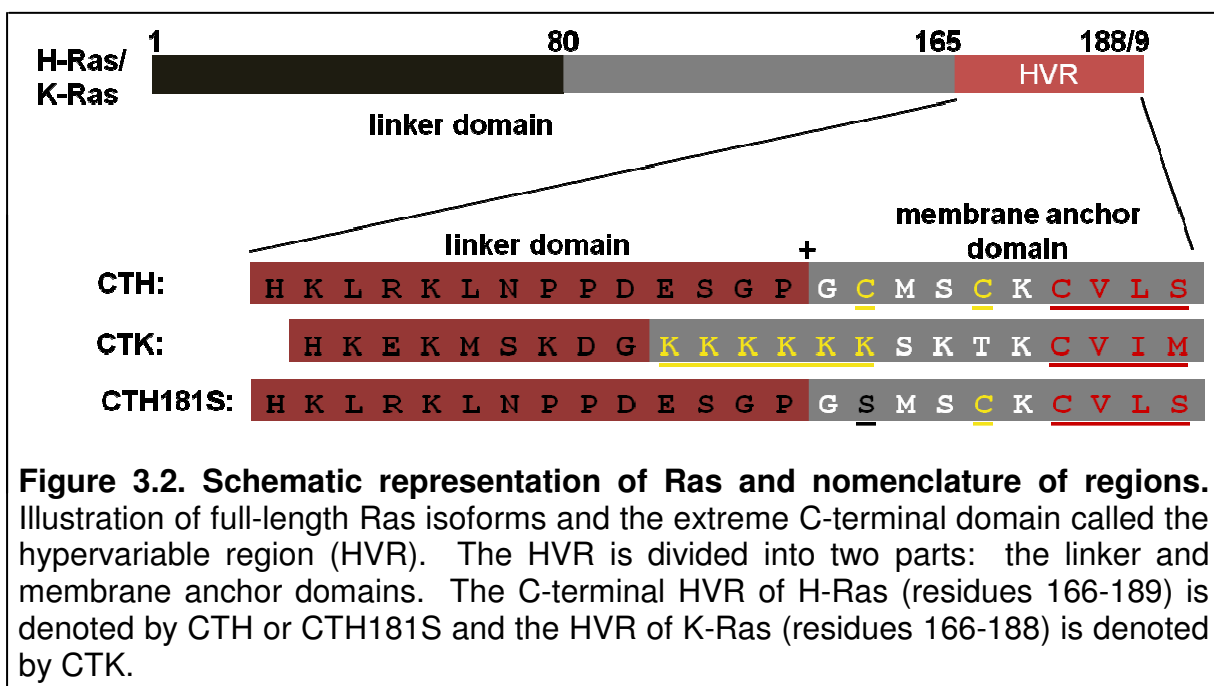 1 80 165 188/9
H-Ras/
K-Ras
HVR
linker domain
membrane anchor
linker domain + domain
CTH: H K L R K L N P P D E S G P G C M S C K C V L S
CTK: H K E K M S K D G K K K K K K S K T K C V I M
CTH181S: H K L R K L N P P D E S G P G S M S C K C V L S
Figure 3.2. Schematic representation of Ras and nomenclature of regions.
Illustration of full-length Ras isoforms and the extreme C-terminal domain called the
hypervariable region (HVR). The HVR is divided into two parts: the linker and
membrane anchor domains. The C-terminal HVR of H-Ras (residues 166-189) is
denoted by CTH or CTH181S and the HVR of K-Ras (residues 166-188) is denoted
by CTK.